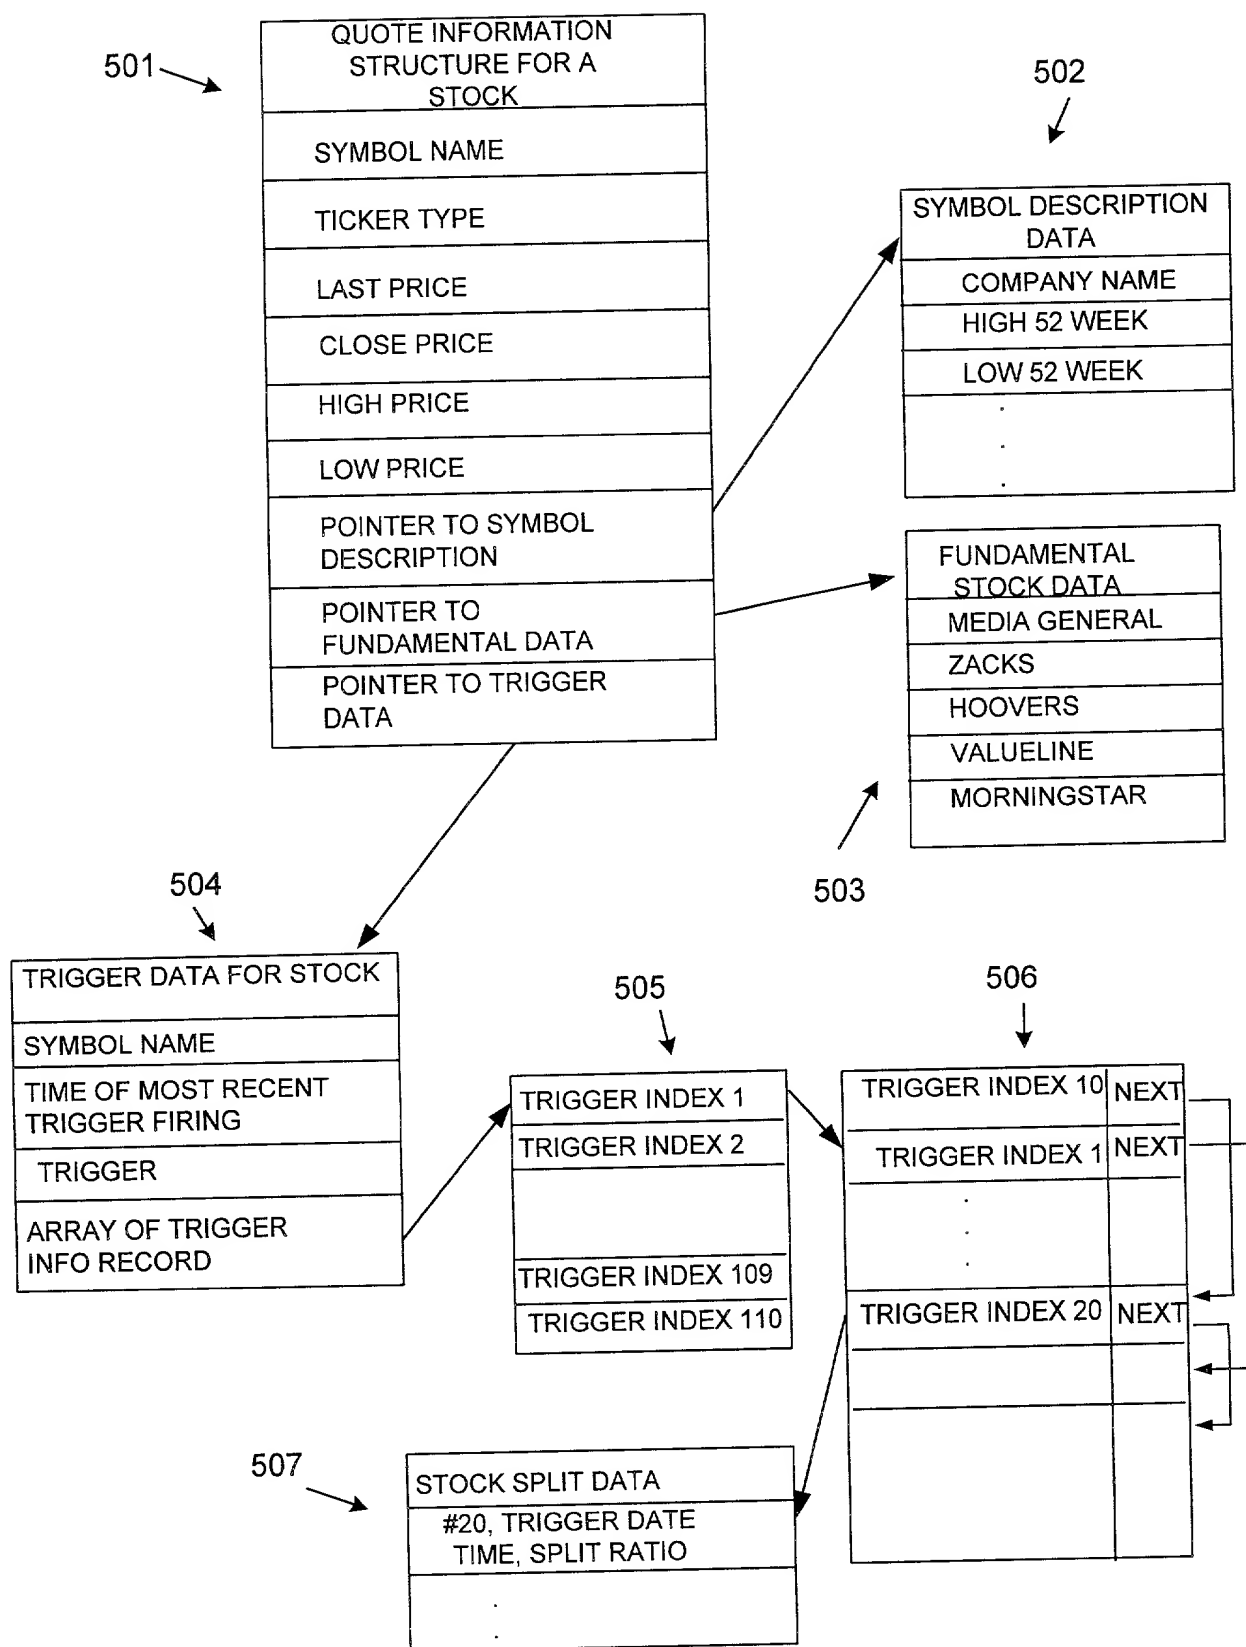 501
QUOTE INFORMATION
STRUCTURE FOR A
STOCK
SYMBOL NAME
TICKER TYPE
LAST PRICE
CLOSE PRICE
HIGH PRICE
LOW PRICE
POINTER TO SYMBOL
DESCRIPTION
POINTER TO
FUNDAMENTAL DATA
POINTER TO TRIGGER
DATA
502
SYMBOL DESCRIPTION
DATA
COMPANY NAME
HIGH 52 WEEK
LOW 52 WEEK
FUNDAMENTAL
STOCK DATA
MEDIA GENERAL
ZACKS
HOOVERS
VALUELINE
MORNINGSTAR
503
504
TRIGGER DATA FOR STOCK
SYMBOL NAME
TIME OF MOST RECENT
TRIGGER FIRING
TRIGGER
ARRAY OF TRIGGER
INFO RECORD
505
TRIGGER INDEX 1
TRIGGER INDEX 2
TRIGGER INDEX 109
TRIGGER INDEX 110
506
TRIGGER INDEX 10 NEXT
TRIGGER INDEX 1 NEXT
TRIGGER INDEX 20 NEXT
507
STOCK SPLIT DATA
#20, TRIGGER DATE
TIME, SPLIT RATIO